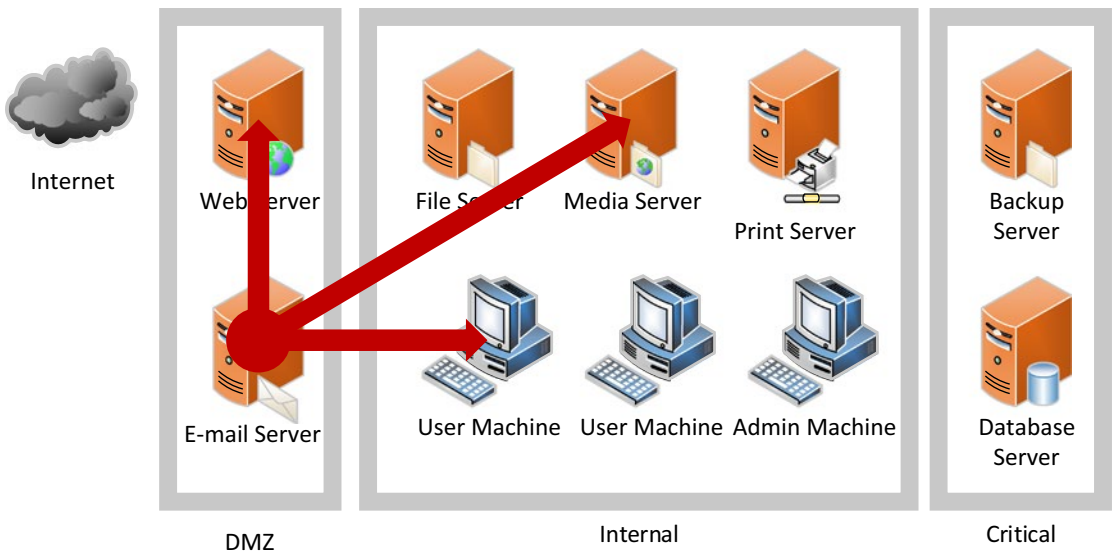 Internet
Web Server
File Server
Media Server
Print Server
Backup
Server
E-mail Server
User Machine
User Machine
Admin Machine
Database
Server
DMZ
Internal
Critical